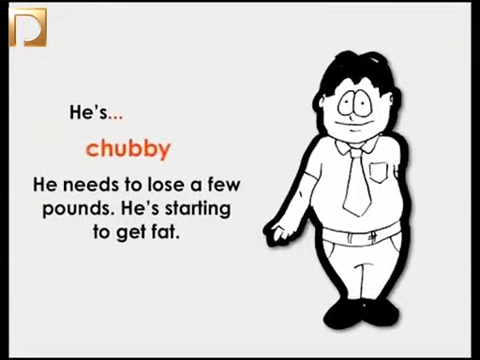 He's...
chubby
He needs to lose a few
pounds. He's starting
to get fat.